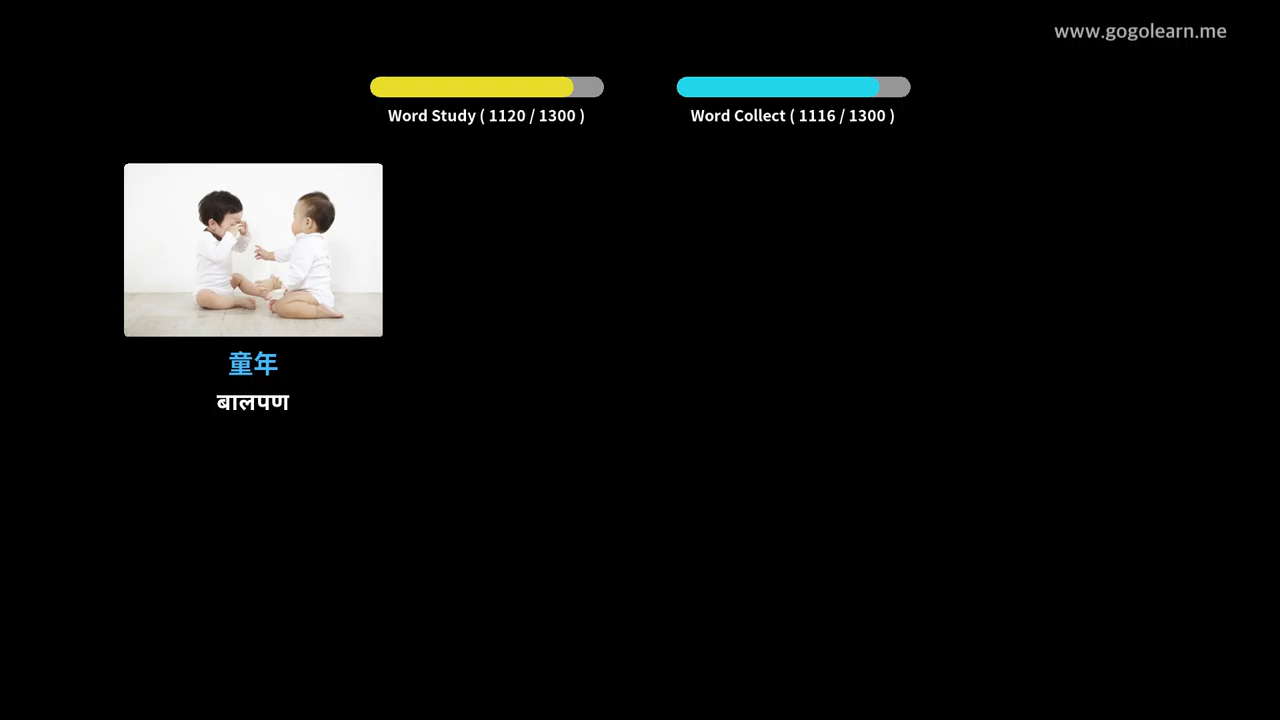 www.gogolearn.me
Word Study ( 1120 / 1300 )
Word Collect ( 1116 / 1300 )
童年
बालपण